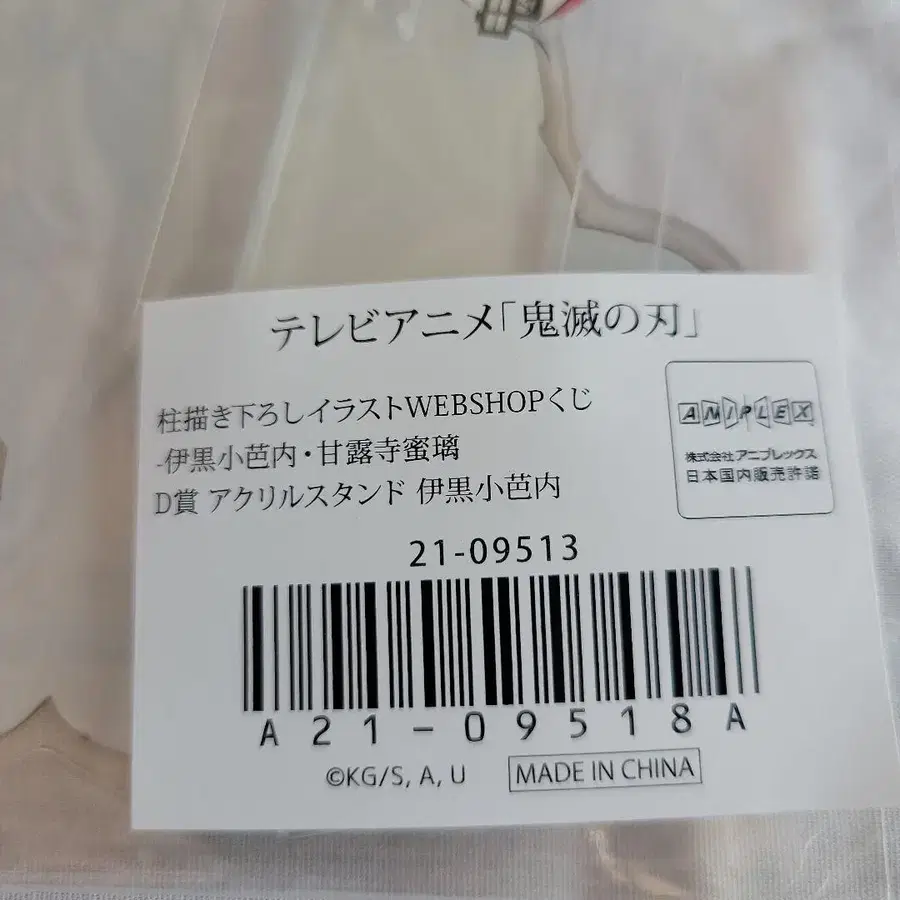 テレビアニメ「鬼滅の刃」
柱描き下ろしイラストWEBSHOPくじ
-伊黒小芭内・甘露寺蜜璃
D賞 アクリルスタンド 伊黒小芭内
ANIPLEX
株式会社アニプレックス
日本国内販売許諾
21-09513
A21-09518A
©KG/S, A, U
MADE IN CHINA